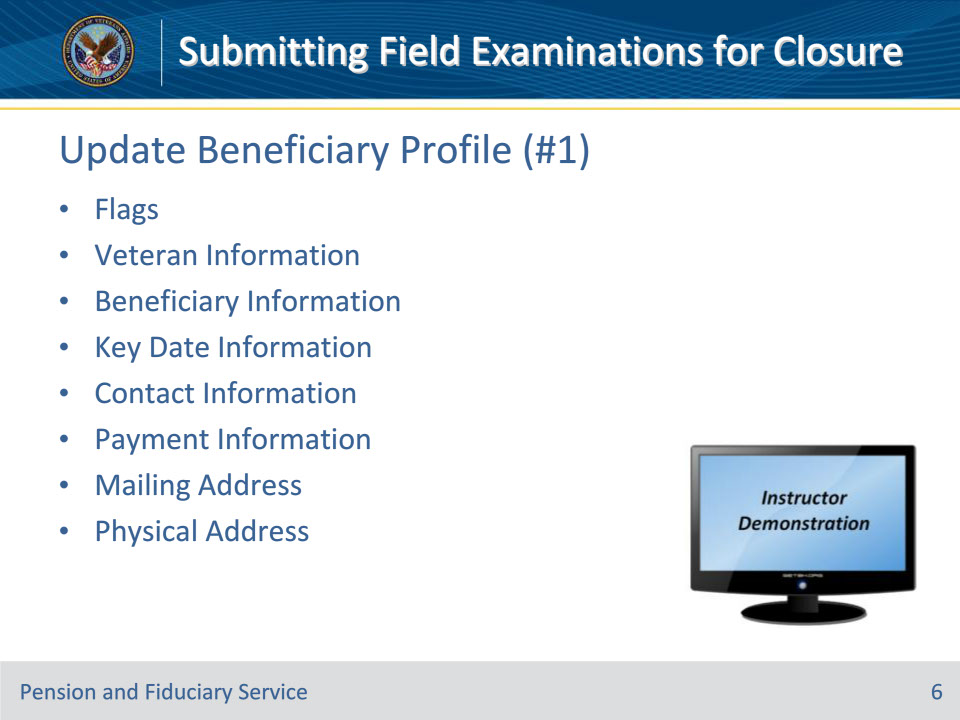 Submitting Field Examinations for Closure
Update Beneficiary Profile (#1)
• Flags
• Veteran Information
• Beneficiary Information
• Key Date Information
• Contact Information
• Payment Information
• Mailing Address
• Physical Address
Instructor
Demonstration
Pension and Fiduciary Service
6